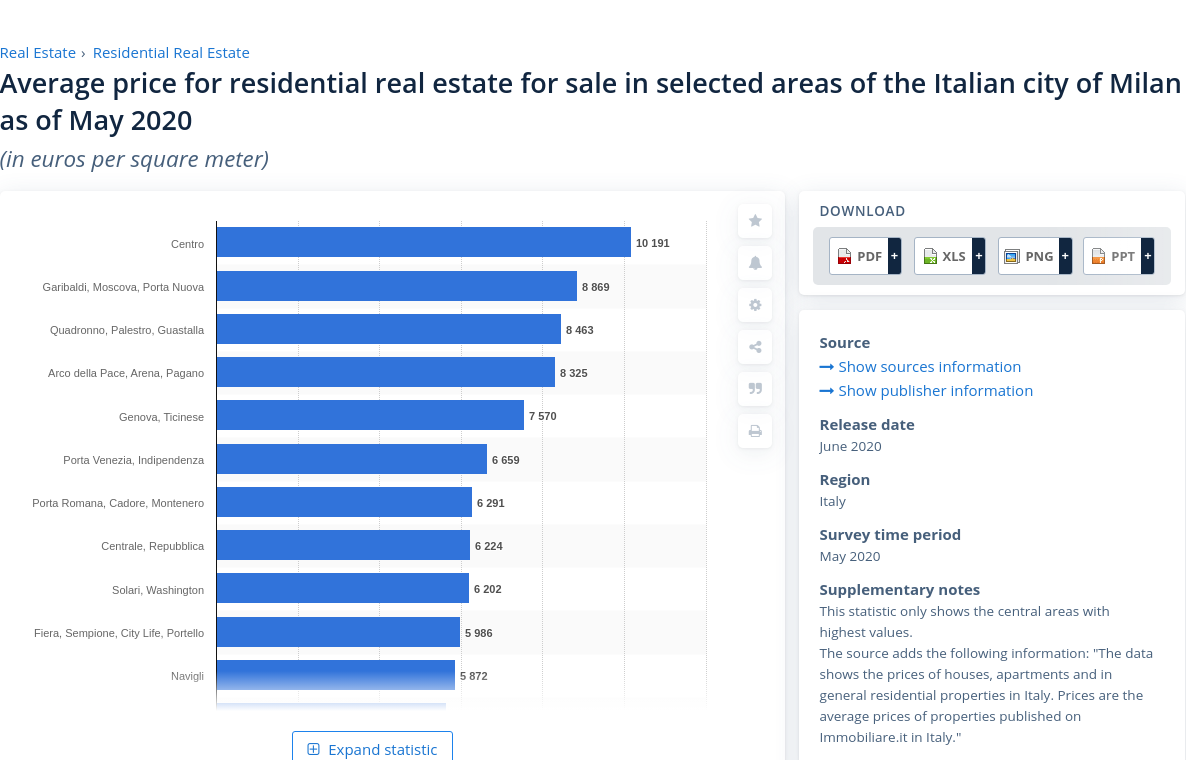 Real Estate › Residential Real Estate
Average price for residential real estate for sale in selected areas of the Italian city of Milan
as of May 2020
(in euros per square meter)
Centro 10 191
Garibaldi, Moscova, Porta Nuova 8 869
Quadronno, Palestro, Guastalla 8 463
Arco della Pace, Arena, Pagano 8 325
Genova, Ticinese 7 570
Porta Venezia, Indipendenza 6 659
Porta Romana, Cadore, Montenero 6 291
Centrale, Repubblica 6 224
Solari, Washington 6 202
Fiera, Sempione, City Life, Portello 5 986
Navigli 5 872
Expand statistic
DOWNLOAD
PDF + XLS + PNG + PPT +
Source
Show sources information
Show publisher information
Release date
June 2020
Region
Italy
Survey time period
May 2020
Supplementary notes
This statistic only shows the central areas with
highest values.
The source adds the following information: "The data
shows the prices of houses, apartments and in
general residential properties in Italy. Prices are the
average prices of properties published on
Immobiliare.it in Italy."